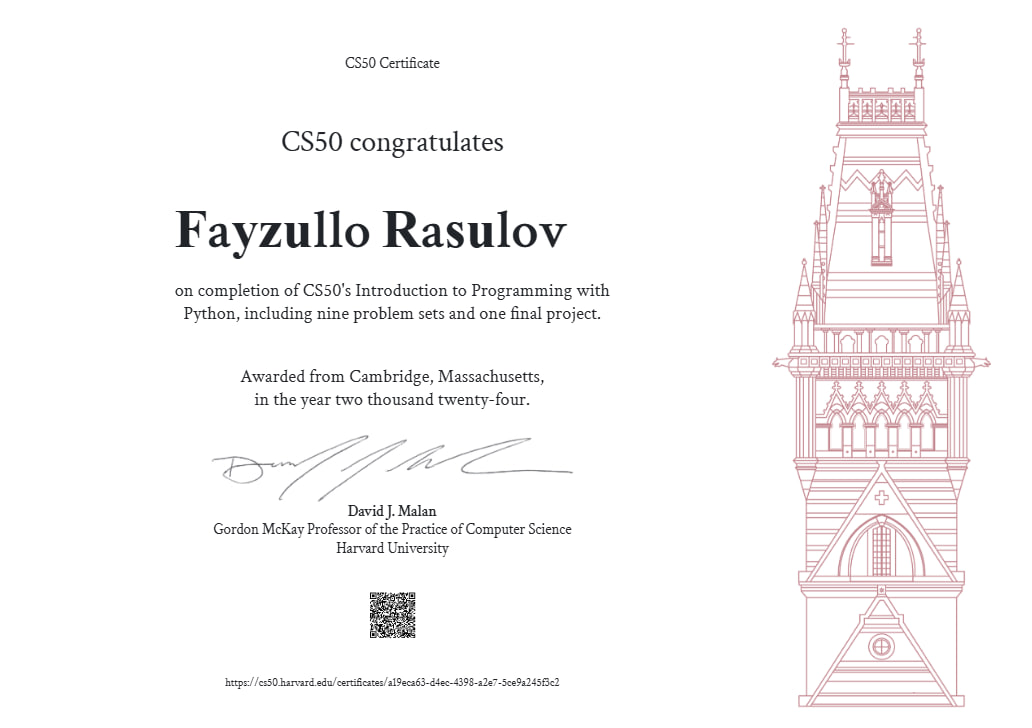 CS50 Certificate
CS50 congratulates
Fayzullo Rasulov
on completion of CS50's Introduction to Programming with
Python, including nine problem sets and one final project.
Awarded from Cambridge, Massachusetts,
in the year two thousand twenty-four.
David J. Malan
Gordon McKay Professor of the Practice of Computer Science
Harvard University
https://cs50.harvard.edu/certificates/a19eca63-d4ec-4398-a2e7-5ce9a245f3c2